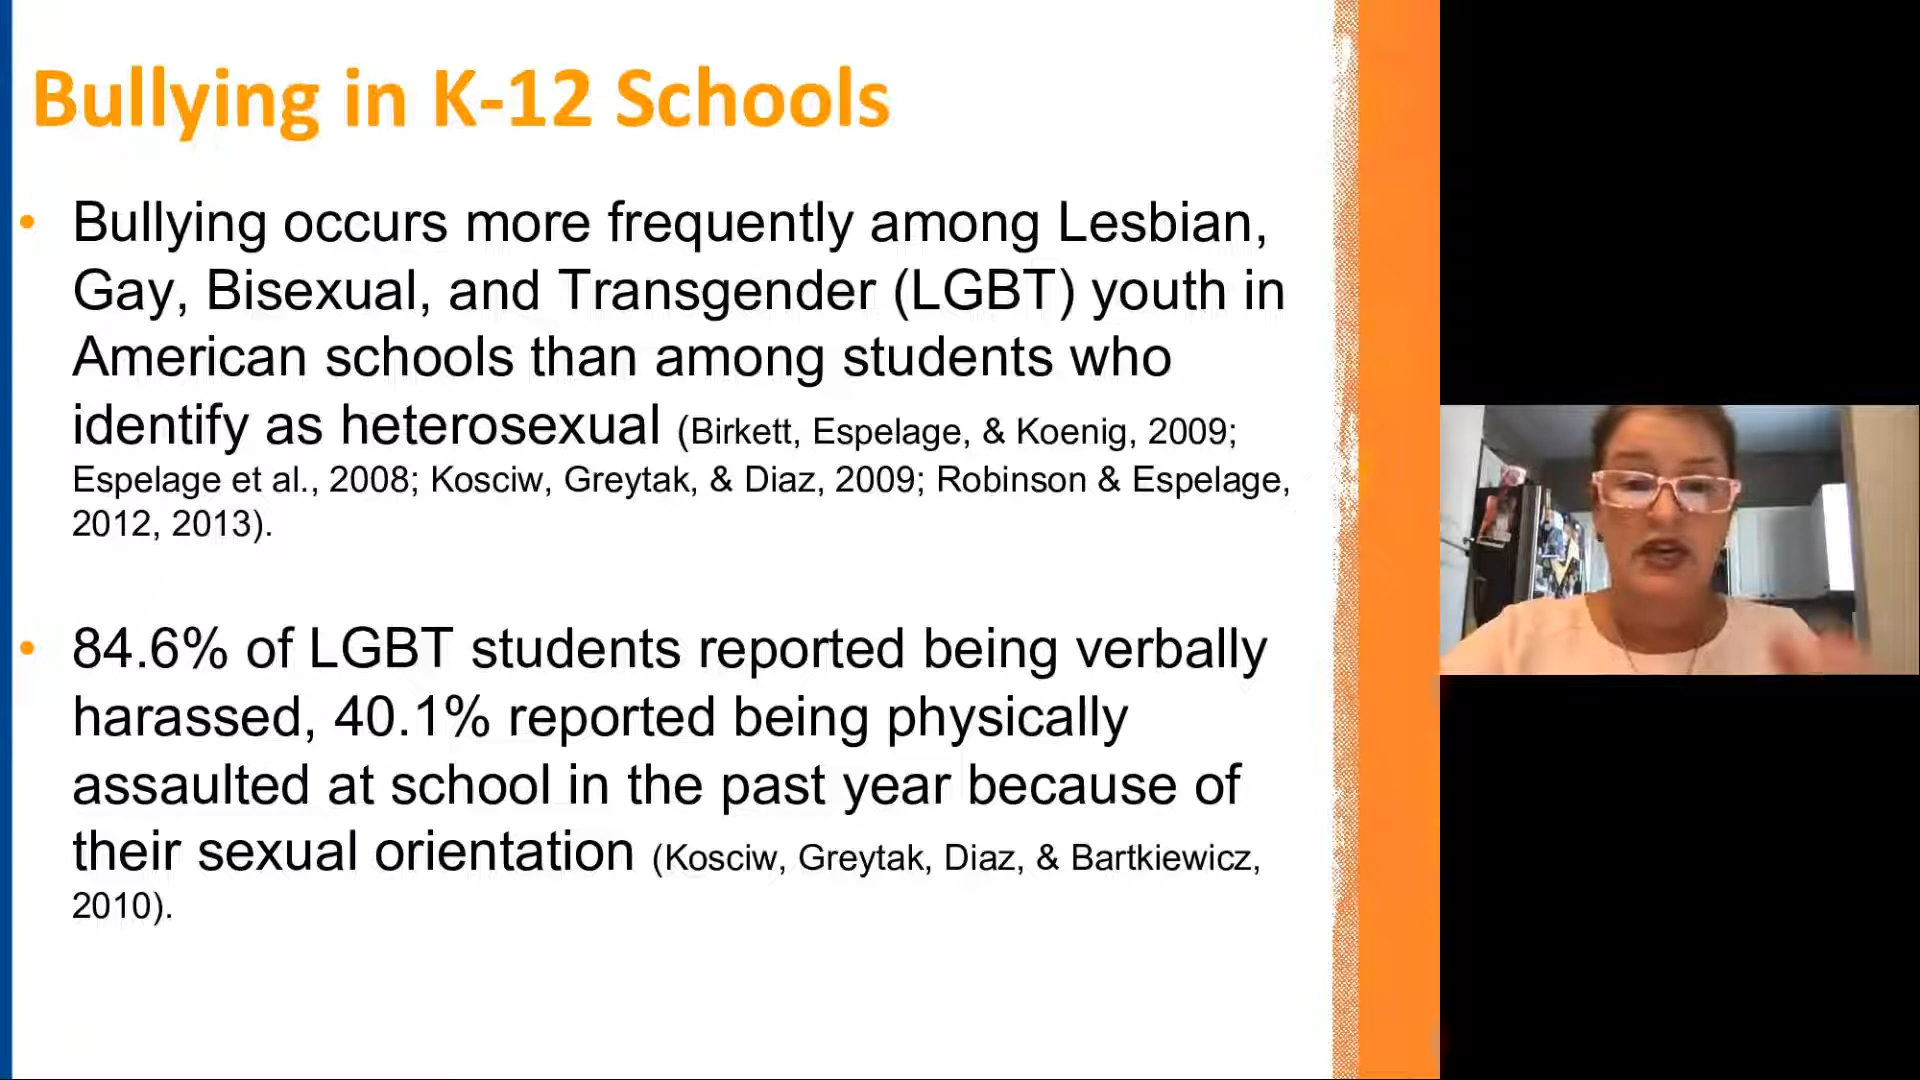 Bullying in K-12 Schools
• Bullying occurs more frequently among Lesbian,
Gay, Bisexual, and Transgender (LGBT) youth in
American schools than among students who
identify as heterosexual (Birkett, Espelage, & Koenig, 2009;
Espelage et al., 2008; Kosciw, Greytak, & Diaz, 2009; Robinson & Espelage,
2012, 2013).
• 84.6% of LGBT students reported being verbally
harassed, 40.1% reported being physically
assaulted at school in the past year because of
their sexual orientation (Kosciw, Greytak, Diaz, & Bartkiewicz,
2010).